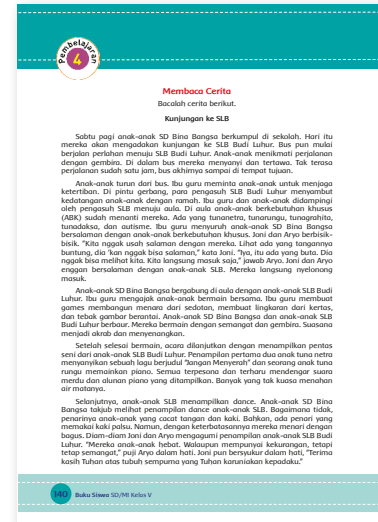 Pembelajaran
4
Membaca Cerita
Bacalah cerita berikut.
Kunjungan ke SLB
Sabtu pagi anak-anak SD Bina Bangsa berkumpul di sekolah. Hari itu
mereka akan mengadakan kunjungan ke SLB Budi Luhur. Bus pun mulai
berjalan perlahan menuju SLB Budi Luhur. Anak-anak menikmati perjalanan
dengan gembira. Di dalam bus mereka menyanyi dan tertawa. Tak terasa
perjalanan sudah satu jam, bus akhirnya sampai di tempat tujuan.
Anak-anak turun dari bus. Ibu guru meminta anak-anak untuk menjaga
ketertiban. Di pintu gerbang, para pengasuh SLB Budi Luhur menyambut
kedatangan anak-anak dengan ramah. Ibu guru dan anak-anak didampingi
oleh pengasuh SLB menuju aula. Di aula anak-anak berkebutuhan khusus
(ABK) sudah menanti mereka. Ada yang tunanetra, tunarungu, tunagrahita,
tunadaksa, dan autisme. Ibu guru menyuruh anak-anak SD Bina Bangsa
bersalaman dengan anak-anak berkebutuhan khusus. Joni dan Aryo berbisik-
bisik. "Kita nggak usah salaman dengan mereka. Lihat ada yang tangannya
buntung, dia 'kan nggak bisa salaman," kata Joni. "Iya, itu ada yang buta. Dia
nggak bisa melihat kita. Kita langsung masuk saja," jawab Aryo. Joni dan Aryo
enggan bersalaman dengan anak-anak SLB. Mereka langsung nyelonong
masuk.
Anak-anak SD Bina Bangsa bergabung di aula dengan anak-anak SLB Budi
Luhur. Ibu guru mengajak anak-anak bermain bersama. Ibu guru membuat
games membangun menara dari sedotan, membuat lingkaran dari kertas,
dan tebak gambar berantai. Anak-anak SD Bina Bangsa dan anak-anak SLB
Budi Luhur berbaur. Mereka bermain dengan semangat dan gembira. Suasana
menjadi akrab dan menyenangkan.
Setelah selesai bermain, acara dilanjutkan dengan menampilkan pentas
seni dari anak-anak SLB Budi Luhur. Penampilan pertama dua anak tuna netra
menyanyikan sebuah lagu berjudul "Jangan Menyerah" dan seorang anak tuna
rungu memainkan piano. Semua terpesona dan terharu mendengar suara
merdu dan alunan piano yang ditampilkan. Banyak yang tak kuasa menahan
air matanya.
Selanjutnya, anak-anak SLB menampilkan dance. Anak-anak SD Bina
Bangsa takjub melihat penampilan dance anak-anak SLB. Bagaimana tidak,
penarinya anak-anak yang cacat tangan dan kaki. Bahkan, ada penari yang
memakai kaki palsu. Namun, dengan keterbatasannya mereka menari dengan
bagus. Diam-diam Joni dan Aryo mengagumi penampilan anak-anak SLB Budi
Luhur. "Mereka anak-anak hebat. Walaupun mempunyai kekurangan, tetapi
tetap semangat," puji Aryo dalam hati. Joni pun bersyukur dalam hati, "Terima
kasih Tuhan atas tubuh sempurna yang Tuhan karuniakan kepadaku."
140 Buku Siswa SD/MI Kelas V